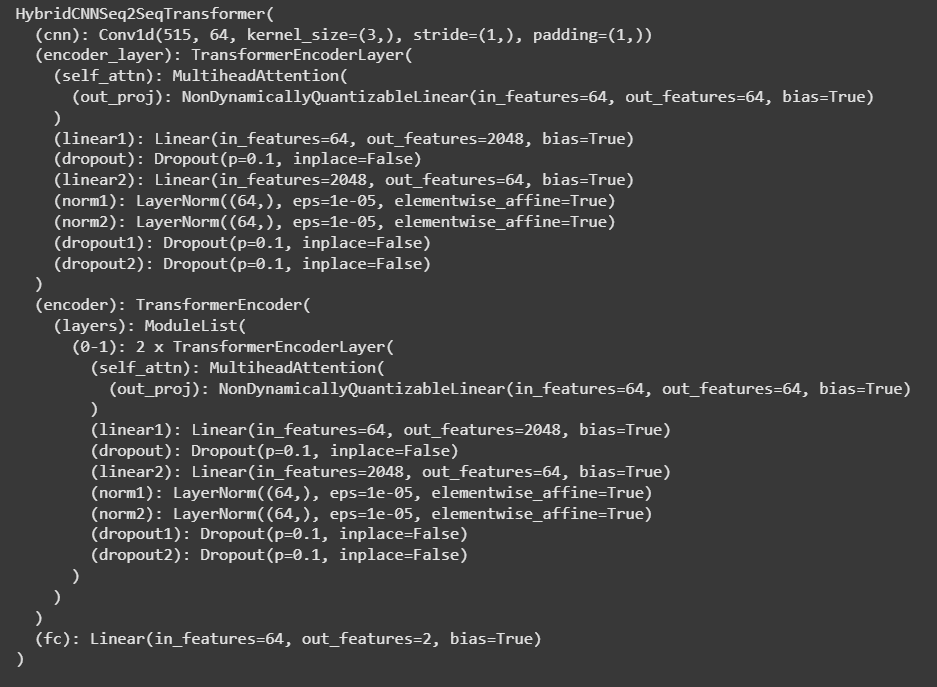 HybridCNNSeq2SeqTransformer(
  (cnn): Conv1d(515, 64, kernel_size=(3,), stride=(1,), padding=(1,))
  (encoder_layer): TransformerEncoderLayer(
    (self_attn): MultiheadAttention(
      (out_proj): NonDynamicallyQuantizableLinear(in_features=64, out_features=64, bias=True)
    )
    (linear1): Linear(in_features=64, out_features=2048, bias=True)
    (dropout): Dropout(p=0.1, inplace=False)
    (linear2): Linear(in_features=2048, out_features=64, bias=True)
    (norm1): LayerNorm((64,), eps=1e-05, elementwise_affine=True)
    (norm2): LayerNorm((64,), eps=1e-05, elementwise_affine=True)
    (dropout1): Dropout(p=0.1, inplace=False)
    (dropout2): Dropout(p=0.1, inplace=False)
  )
  (encoder): TransformerEncoder(
    (layers): ModuleList(
      (0-1): 2 x TransformerEncoderLayer(
        (self_attn): MultiheadAttention(
          (out_proj): NonDynamicallyQuantizableLinear(in_features=64, out_features=64, bias=True)
        )
        (linear1): Linear(in_features=64, out_features=2048, bias=True)
        (dropout): Dropout(p=0.1, inplace=False)
        (linear2): Linear(in_features=2048, out_features=64, bias=True)
        (norm1): LayerNorm((64,), eps=1e-05, elementwise_affine=True)
        (norm2): LayerNorm((64,), eps=1e-05, elementwise_affine=True)
        (dropout1): Dropout(p=0.1, inplace=False)
        (dropout2): Dropout(p=0.1, inplace=False)
      )
    )
  )
  (fc): Linear(in_features=64, out_features=2, bias=True)
)